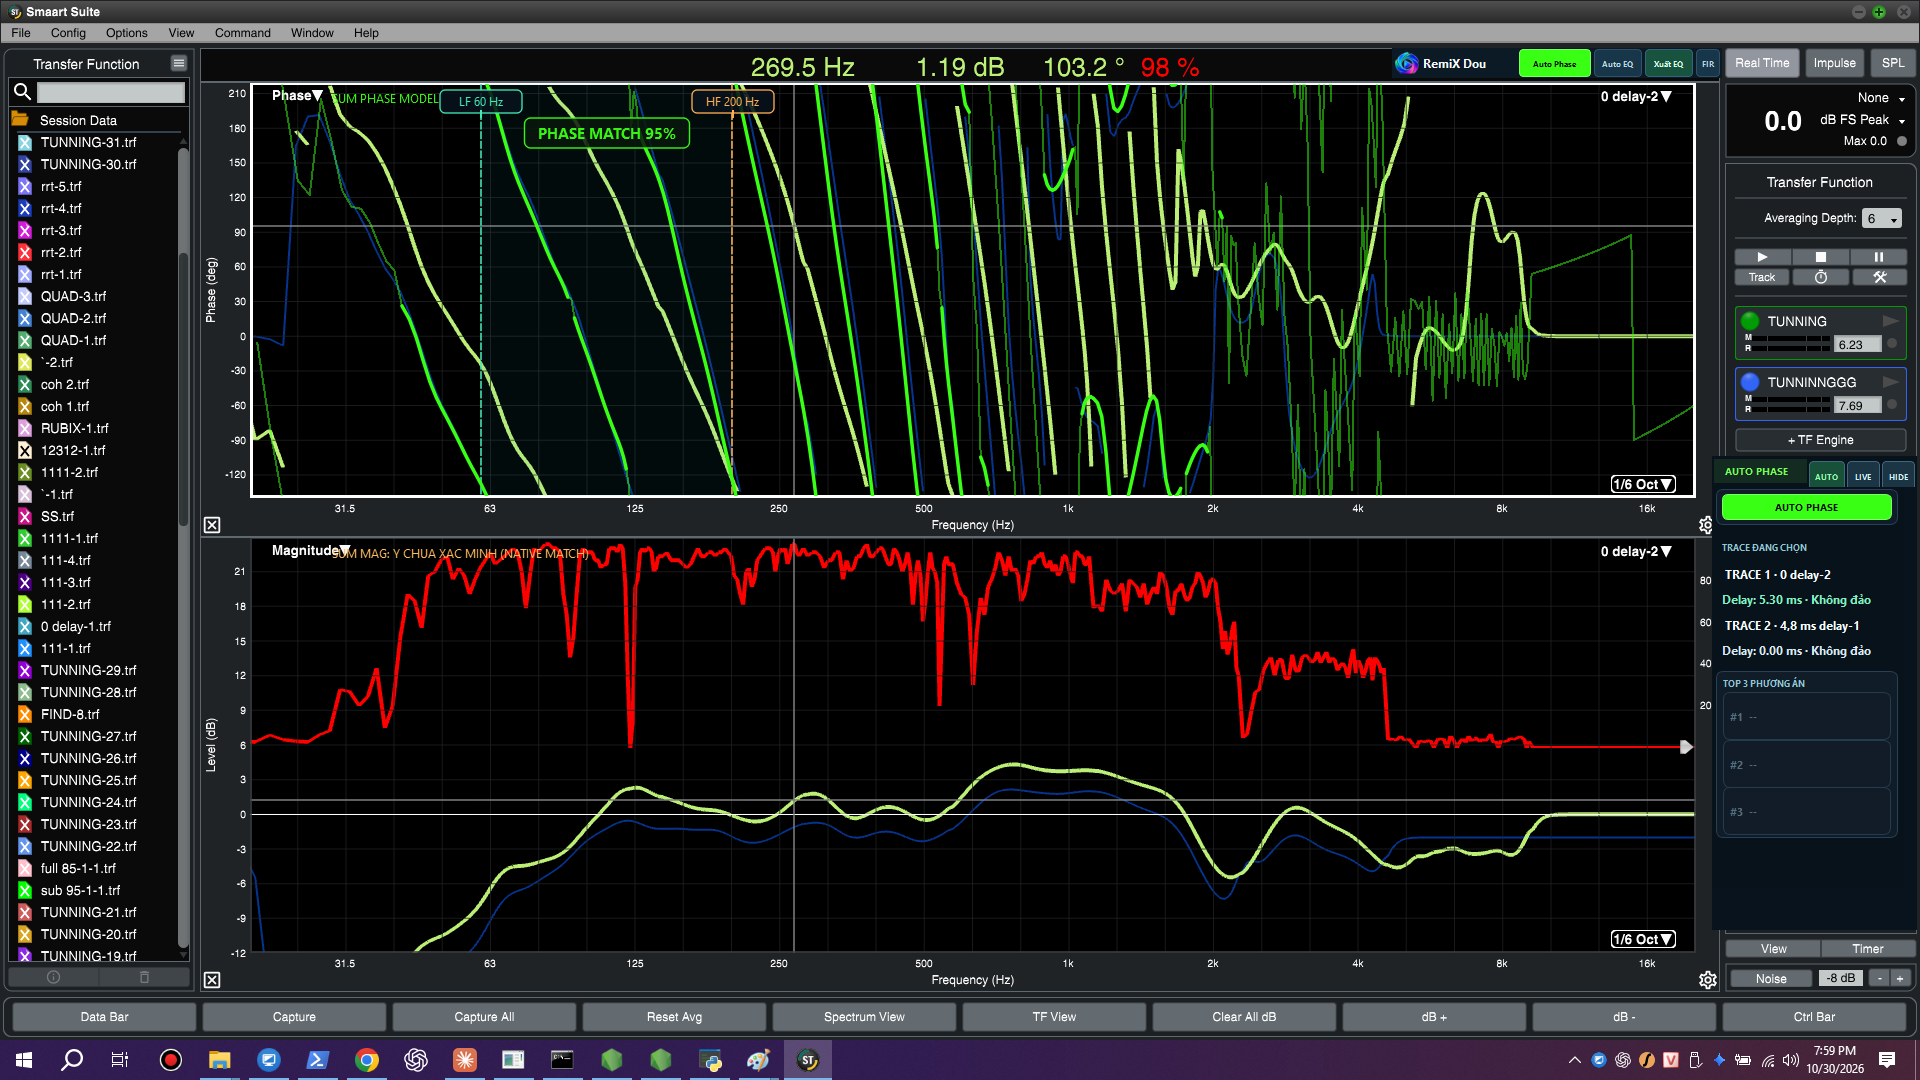 Smaart Suite
File Config Options View Command Window Help
Transfer Function
Session Data
TUNNING-31.trf
TUNNING-30.trf
rrt-5.trf
rrt-4.trf
rrt-3.trf
rrt-2.trf
rrt-1.trf
QUAD-3.trf
QUAD-2.trf
QUAD-1.trf
`-2.trf
coh 2.trf
coh 1.trf
RUBIX-1.trf
12312-1.trf
1111-2.trf
`-1.trf
SS.trf
1111-1.trf
111-4.trf
111-3.trf
111-2.trf
0 delay-1.trf
111-1.trf
TUNNING-29.trf
TUNNING-28.trf
FIND-8.trf
TUNNING-27.trf
TUNNING-26.trf
TUNNING-25.trf
TUNNING-24.trf
TUNNING-23.trf
TUNNING-22.trf
full 85-1-1.trf
sub 95-1-1.trf
TUNNING-21.trf
TUNNING-20.trf
TUNNING-19.trf
269.5 Hz 1.19 dB 103.2 ° 98 %
RemiX Dou Auto Phase Auto EQ Xuất EQ FIR
Phase
SUM PHASE MODEL
LF 60 Hz
HF 200 Hz
PHASE MATCH 95%
0 delay-2
Phase (deg)
210
180
150
120
90
60
30
0
-30
-60
-90
-120
1/6 Oct
31.5 63 125 250 500 1k 2k 4k 8k 16k
Frequency (Hz)
Magnitude
SUM MAG: Y CHUA XAC MINH (NATIVE MATCH)
0 delay-2
Level (dB)
21
18
15
12
9
6
3
0
-3
-6
-9
-12
80
60
40
20
1/6 Oct
31.5 63 125 250 500 1k 2k 4k 8k 16k
Frequency (Hz)
Real Time Impulse SPL
None
0.0 dB FS Peak
Max 0.0
Transfer Function
Averaging Depth: 6
Track
TUNNING
M
R
6.23
TUNNINNGGG
M
R
7.69
+ TF Engine
AUTO PHASE AUTO LIVE HIDE
AUTO PHASE
TRACE ĐANG CHỌN
TRACE 1 · 0 delay-2
Delay: 5.30 ms · Không đảo
TRACE 2 · 4,8 ms delay-1
Delay: 0.00 ms · Không đảo
TOP 3 PHƯƠNG ÁN
#1 --
#2 --
#3 --
View Timer
Noise -8 dB - +
Data Bar Capture Capture All Reset Avg Spectrum View TF View Clear All dB dB + dB - Ctrl Bar
7:59 PM
10/30/2026